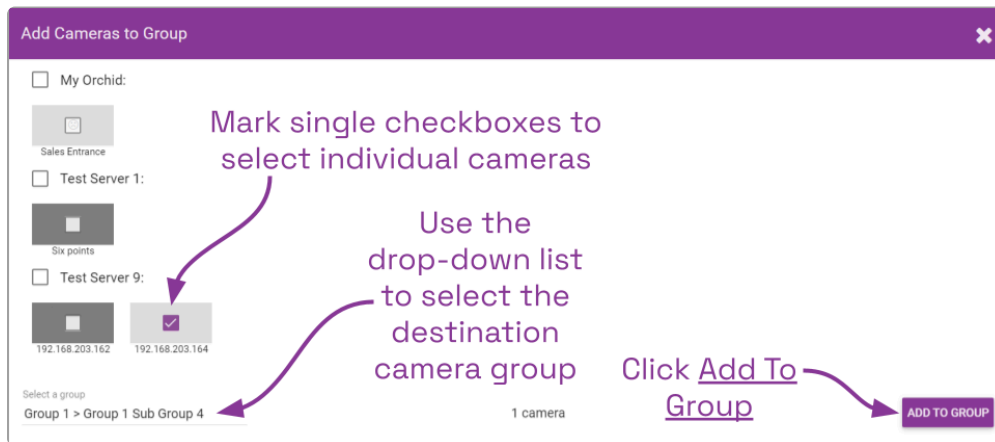 Add Cameras to Group
My Orchid:
Mark single checkboxes to
select individual cameras
Sales Entrance
Test Server 1:
Six points
Use the
drop-down list
to select the
destination
camera group
Test Server 9:
192.168.203.162
192.168.203.164
Click Add To
Group
Select a group
Group 1 > Group 1 Sub Group 4
1 camera
ADD TO GROUP